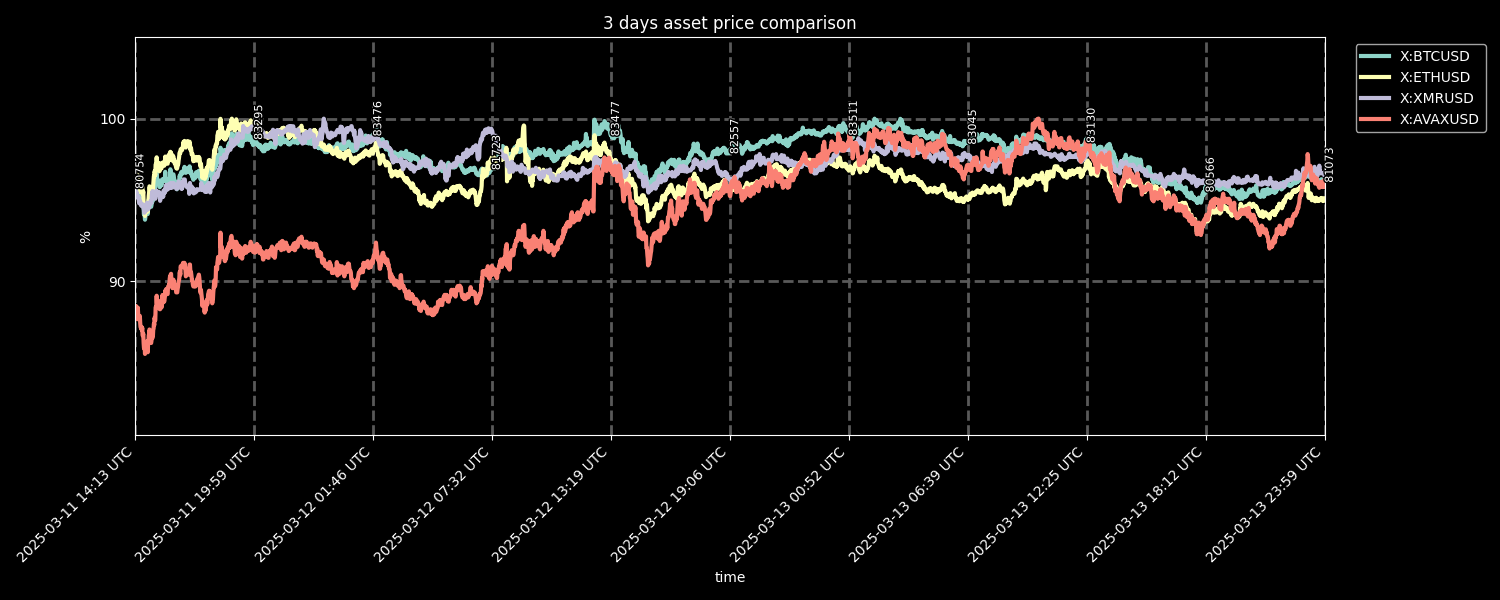 3 days asset price comparison
X:BTCUSD
X:ETHUSD
X:XMRUSD
X:AVAXUSD
100
90
%
80754
83295
83476
81723
83477
82557
83511
83045
83130
80566
81073
2025-03-11 14:13 UTC
2025-03-11 19:59 UTC
2025-03-12 01:46 UTC
2025-03-12 07:32 UTC
2025-03-12 13:19 UTC
2025-03-12 19:06 UTC
2025-03-13 00:52 UTC
2025-03-13 06:39 UTC
2025-03-13 12:25 UTC
2025-03-13 18:12 UTC
2025-03-13 23:59 UTC
time